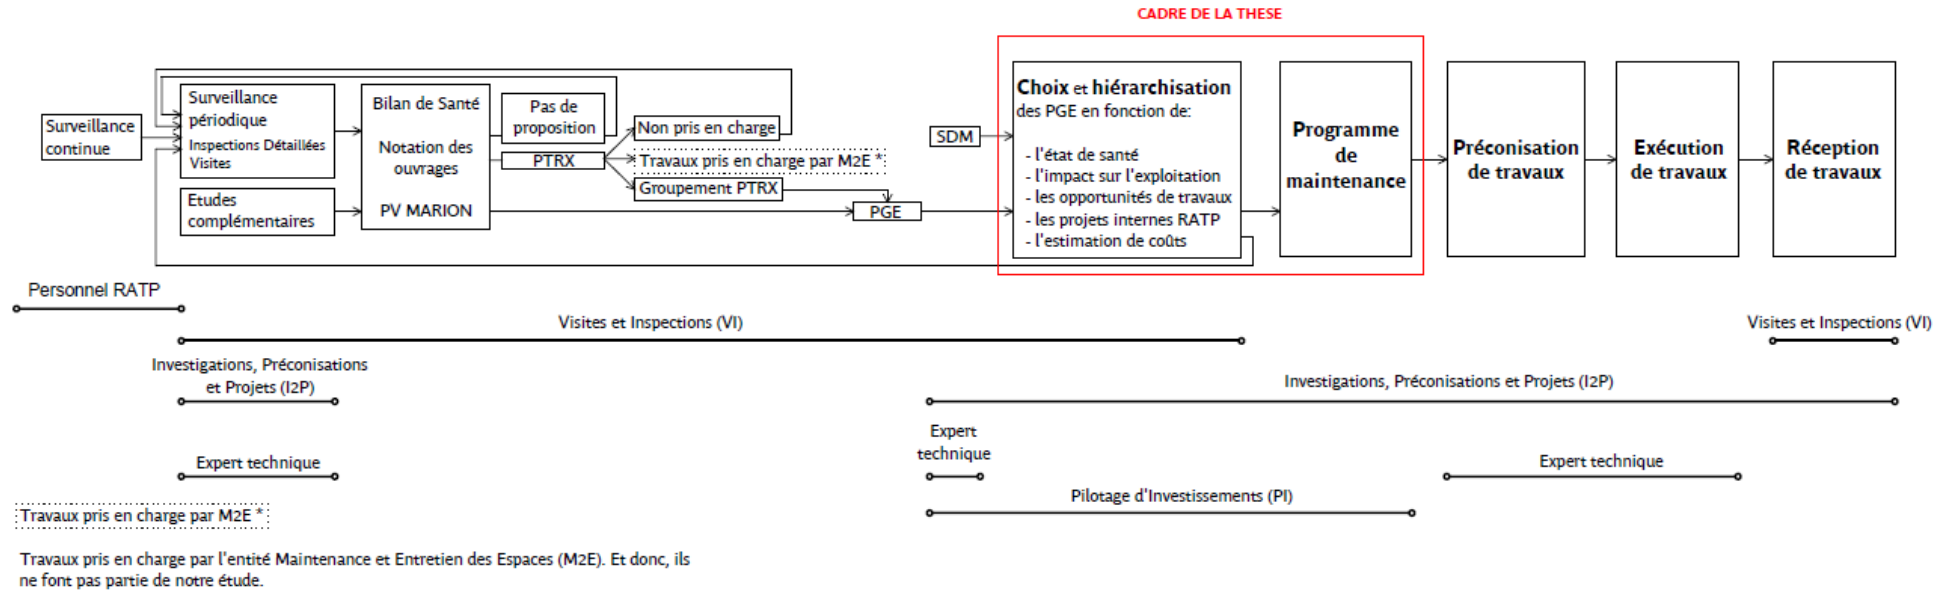 CADRE DE LA THESE
Surveillance
continue
Surveillance
périodique
Inspections Détaillées
Visites
Etudes
complémentaires
Bilan de Santé
Notation des
ouvrages
PV MARION
Pas de
proposition
PTRX
Non pris en charge
Travaux pris en charge par M2E *
Groupement PTRX
PGE
SDM
Choix et hiérarchisation
des PGE en fonction de:
- l'état de santé
- l'impact sur l'exploitation
- les opportunités de travaux
- les projets internes RATP
- l'estimation de coûts
Programme
de
maintenance
Préconisation
de travaux
Exécution
de travaux
Réception
de travaux
Personnel RATP
Visites et Inspections (VI)
Visites et Inspections (VI)
Investigations, Préconisations
et Projets (I2P)
Investigations, Préconisations et Projets (I2P)
Expert
technique
Expert technique
Expert technique
Pilotage d'Investissements (PI)
Travaux pris en charge par M2E *
Travaux pris en charge par l'entité Maintenance et Entretien des Espaces (M2E). Et donc, ils
ne font pas partie de notre étude.